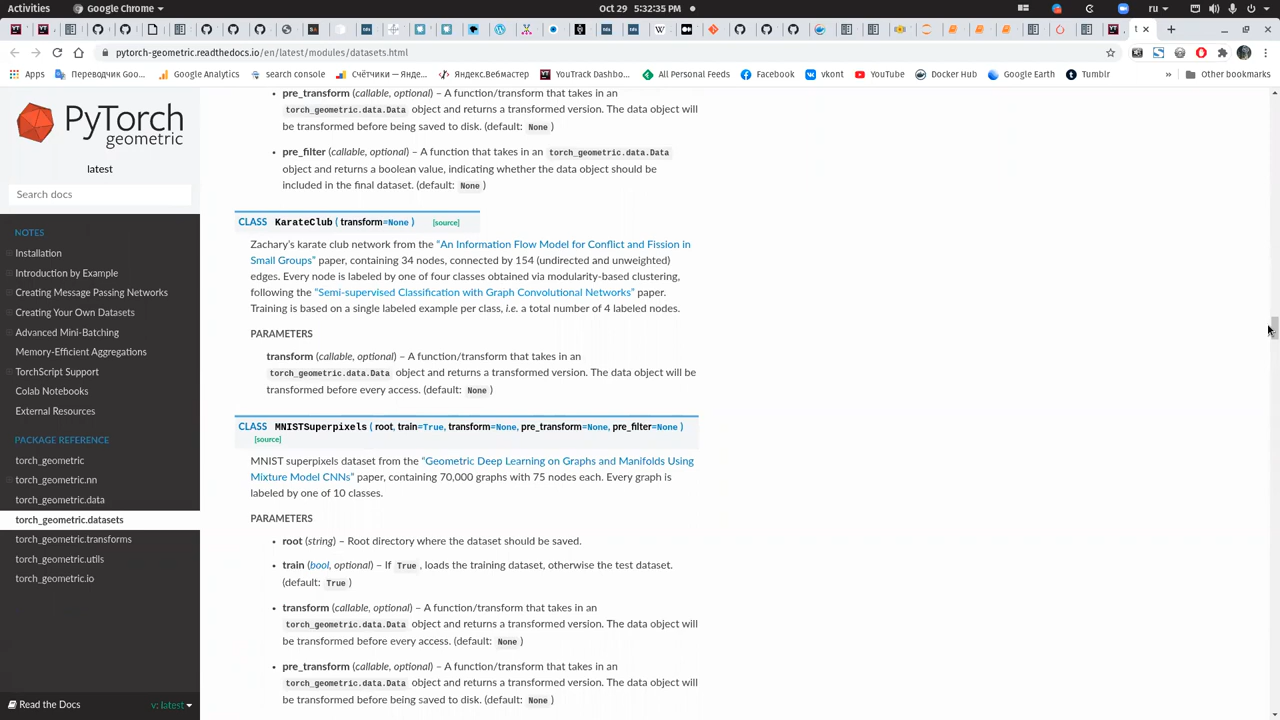 Activities
Google Chrome
Oct 29 5:32:35 PM
ru
pytorch-geometric.readthedocs.io/en/latest/modules/datasets.html
Apps
Переводчик Goo...
Google Analytics
search console
Счётчики — Янде...
Яндекс.Вебмастер
YouTrack Dashbo...
All Personal Feeds
Facebook
vkont
YouTube
Docker Hub
Google Earth
Tumblr
»
Other bookmarks
PyTorch
geometric
latest
Search docs
NOTES
Installation
Introduction by Example
Creating Message Passing Networks
Creating Your Own Datasets
Advanced Mini-Batching
Memory-Efficient Aggregations
TorchScript Support
Colab Notebooks
External Resources
PACKAGE REFERENCE
torch_geometric
torch_geometric.nn
torch_geometric.data
torch_geometric.datasets
torch_geometric.transforms
torch_geometric.utils
torch_geometric.io
Read the Docs
v: latest
• pre_transform (callable, optional) – A function/transform that takes in an
torch_geometric.data.Data object and returns a transformed version. The data object will
be transformed before being saved to disk. (default: None )
• pre_filter (callable, optional) – A function that takes in an torch_geometric.data.Data
object and returns a boolean value, indicating whether the data object should be
included in the final dataset. (default: None )
CLASS KarateClub ( transform=None ) [source]
Zachary's karate club network from the "An Information Flow Model for Conflict and Fission in
Small Groups" paper, containing 34 nodes, connected by 154 (undirected and unweighted)
edges. Every node is labeled by one of four classes obtained via modularity-based clustering,
following the "Semi-supervised Classification with Graph Convolutional Networks" paper.
Training is based on a single labeled example per class, i.e. a total number of 4 labeled nodes.
PARAMETERS
transform (callable, optional) – A function/transform that takes in an
torch_geometric.data.Data object and returns a transformed version. The data object will be
transformed before every access. (default: None )
CLASS MNISTSuperpixels ( root, train=True, transform=None, pre_transform=None, pre_filter=None )
[source]
MNIST superpixels dataset from the "Geometric Deep Learning on Graphs and Manifolds Using
Mixture Model CNNs" paper, containing 70,000 graphs with 75 nodes each. Every graph is
labeled by one of 10 classes.
PARAMETERS
• root (string) – Root directory where the dataset should be saved.
• train (bool, optional) – If True , loads the training dataset, otherwise the test dataset.
(default: True )
• transform (callable, optional) – A function/transform that takes in an
torch_geometric.data.Data object and returns a transformed version. The data object will
be transformed before every access. (default: None )
• pre_transform (callable, optional) – A function/transform that takes in an
torch_geometric.data.Data object and returns a transformed version. The data object will
be transformed before being saved to disk. (default: None )